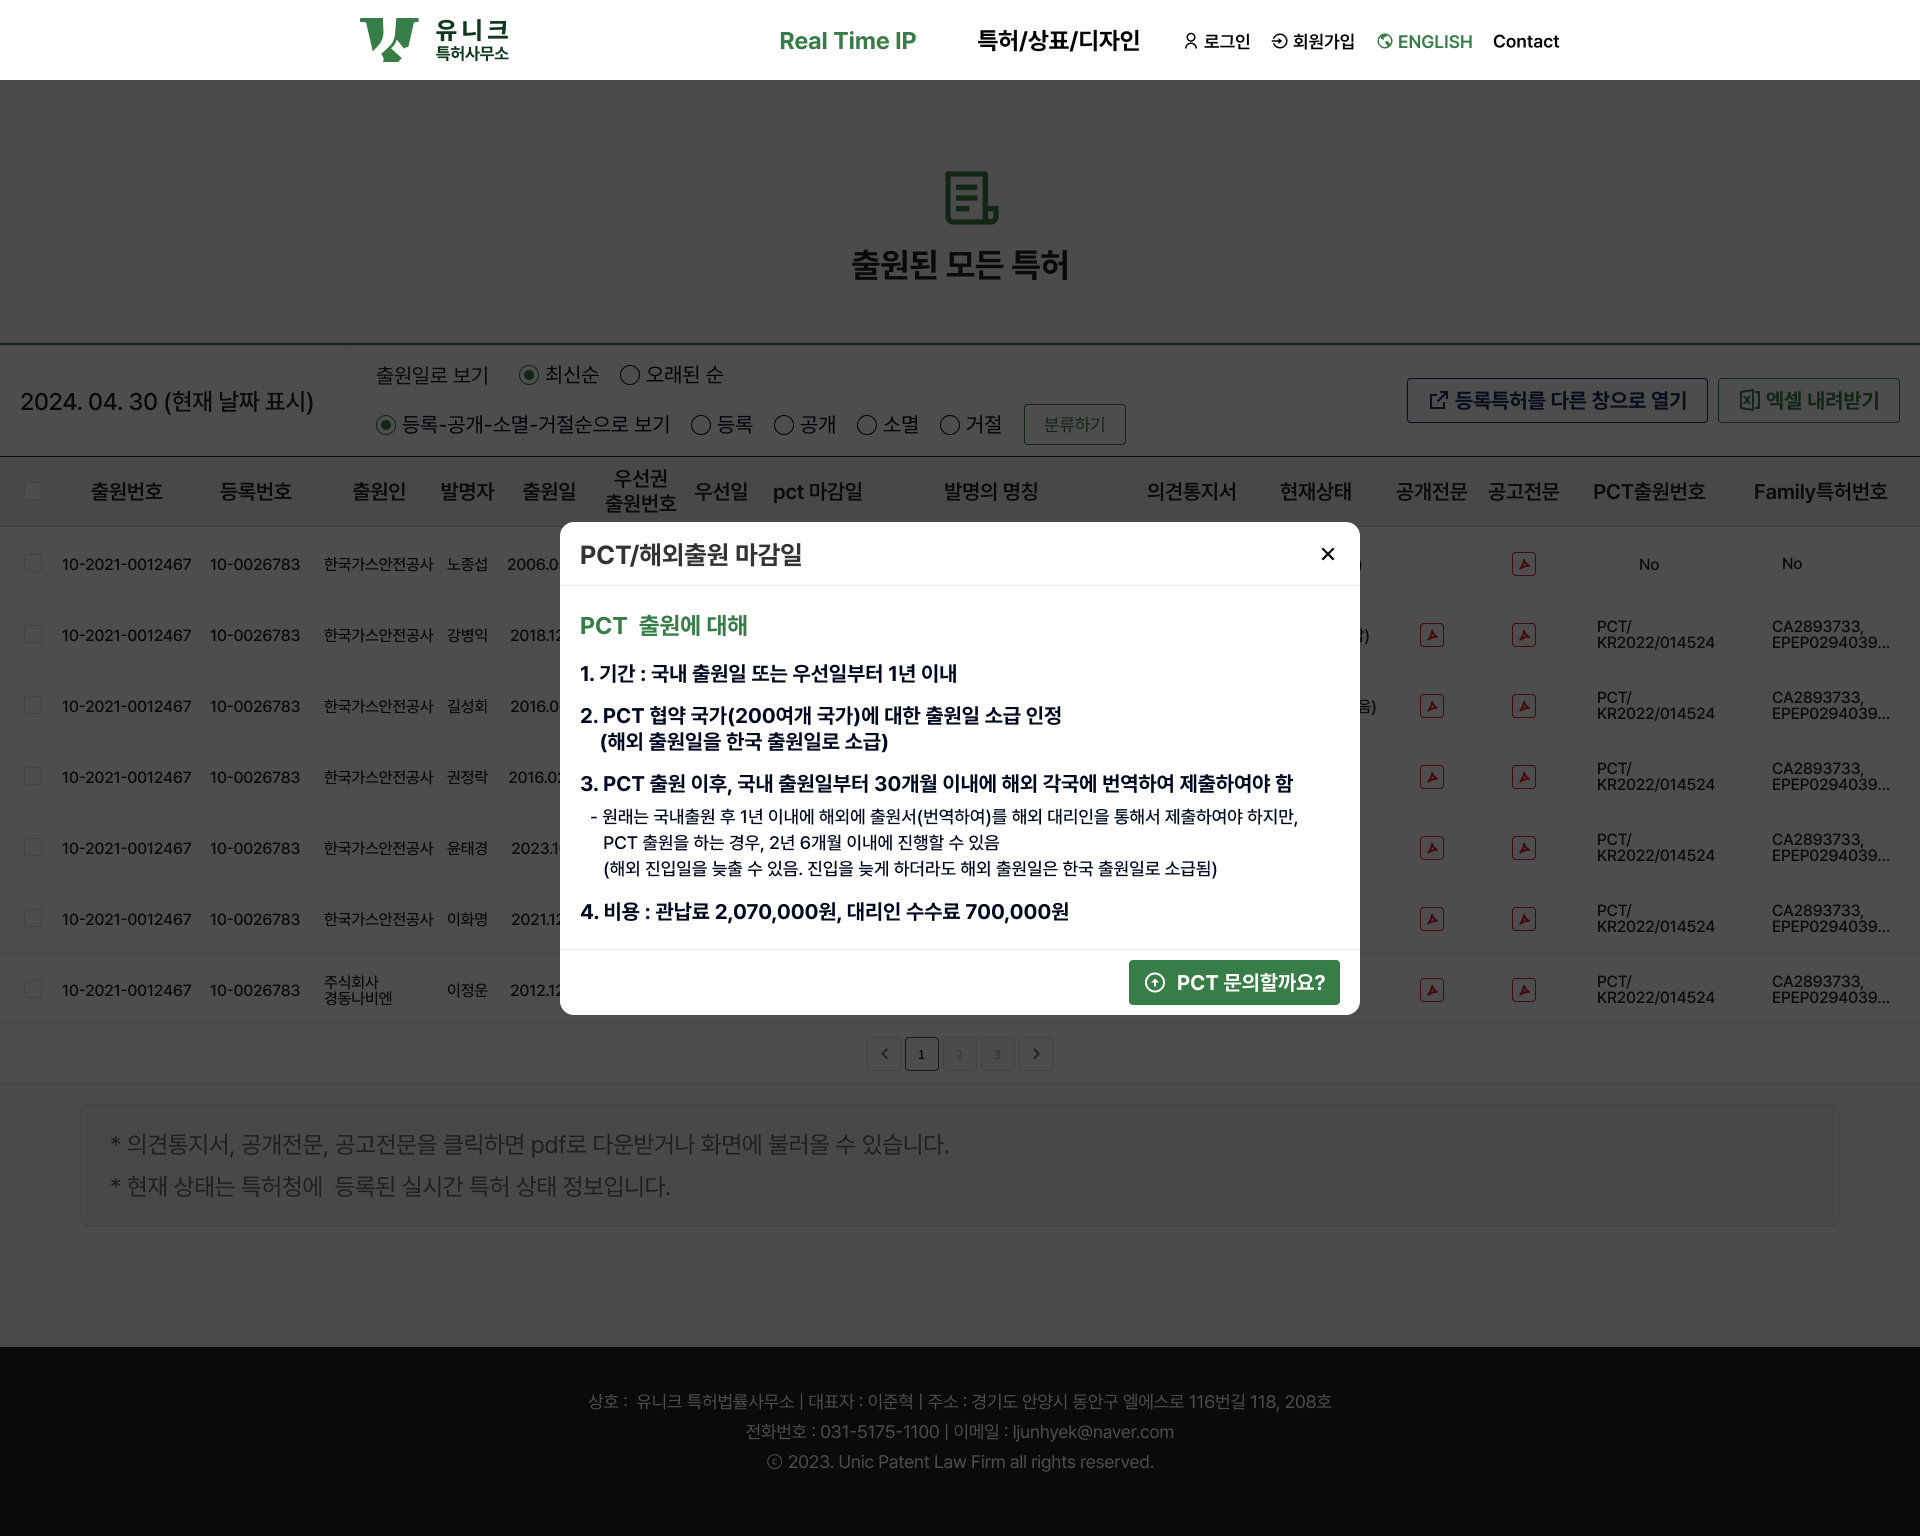 유니크
특허사무소
Real Time IP
특허/상표/디자인
로그인
회원가입
ENGLISH
Contact
출원된 모든 특허
2024. 04. 30 (현재 날짜 표시)
출원일로 보기 최신순 오래된 순
등록-공개-소멸-거절순으로 보기 등록 공개 소멸 거절 분류하기
등록특허를 다른 창으로 열기
엑셀 내려받기
출원번호 등록번호 출원인 발명자 출원일 우선권 출원번호 우선일 pct 마감일 발명의 명칭 의견통지서 현재상태 공개전문 공고전문 PCT출원번호 Family특허번호
10-2021-0012467 10-0026783 한국가스안전공사 노종섭 2006.0 No No
10-2021-0012467 10-0026783 한국가스안전공사 강병익 2018.12 PCT/ KR2022/014524 CA2893733, EPEP0294039...
10-2021-0012467 10-0026783 한국가스안전공사 길성회 2016.0 음) PCT/ KR2022/014524 CA2893733, EPEP0294039...
10-2021-0012467 10-0026783 한국가스안전공사 권정락 2016.02 PCT/ KR2022/014524 CA2893733, EPEP0294039...
10-2021-0012467 10-0026783 한국가스안전공사 윤태경 2023.1 PCT/ KR2022/014524 CA2893733, EPEP0294039...
10-2021-0012467 10-0026783 한국가스안전공사 이화명 2021.12 PCT/ KR2022/014524 CA2893733, EPEP0294039...
10-2021-0012467 10-0026783 주식회사 경동나비엔 이정운 2012.12 PCT/ KR2022/014524 CA2893733, EPEP0294039...
PCT/해외출원 마감일
PCT 출원에 대해
1. 기간 : 국내 출원일 또는 우선일부터 1년 이내
2. PCT 협약 국가(200여개 국가)에 대한 출원일 소급 인정
(해외 출원일을 한국 출원일로 소급)
3. PCT 출원 이후, 국내 출원일부터 30개월 이내에 해외 각국에 번역하여 제출하여야 함
- 원래는 국내출원 후 1년 이내에 해외에 출원서(번역하여)를 해외 대리인을 통해서 제출하여야 하지만,
PCT 출원을 하는 경우, 2년 6개월 이내에 진행할 수 있음
(해외 진입일을 늦출 수 있음. 진입을 늦게 하더라도 해외 출원일은 한국 출원일로 소급됨)
4. 비용 : 관납료 2,070,000원, 대리인 수수료 700,000원
PCT 문의할까요?
1 2 3
* 의견통지서, 공개전문, 공고전문을 클릭하면 pdf로 다운받거나 화면에 불러올 수 있습니다.
* 현재 상태는 특허청에 등록된 실시간 특허 상태 정보입니다.
상호 : 유니크 특허법률사무소 | 대표자 : 이준혁 | 주소 : 경기도 안양시 동안구 엘에스로 116번길 118, 208호
전화번호 : 031-5175-1100 | 이메일 : ljunhyek@naver.com
ⓒ 2023. Unic Patent Law Firm all rights reserved.